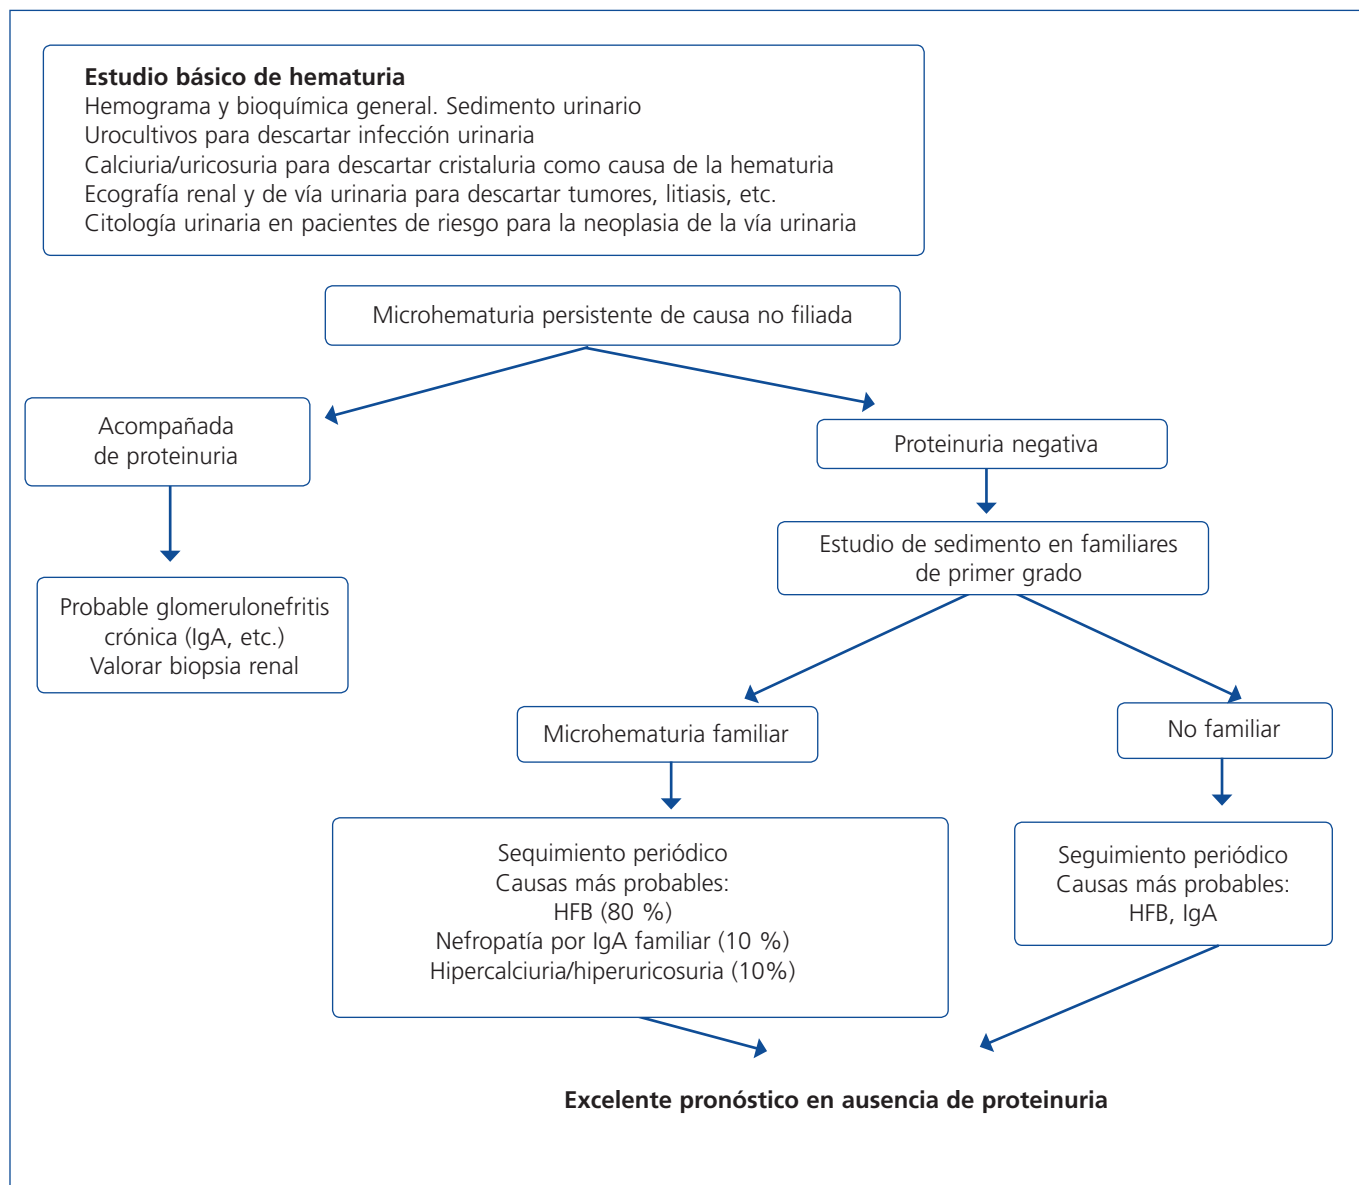 Estudio básico de hematuria
Hemograma y bioquímica general. Sedimento urinario
Urocultivos para descartar infección urinaria
Calciuria/uricosuria para descartar cristaluria como causa de la hematuria
Ecografía renal y de vía urinaria para descartar tumores, litiasis, etc.
Citología urinaria en pacientes de riesgo para la neoplasia de la vía urinaria
Microhematuria persistente de causa no filiada
Acompañada
de proteinuria
Proteinuria negativa
Estudio de sedimento en familiares
de primer grado
Probable glomerulonefritis
crónica (IgA, etc.)
Valorar biopsia renal
Microhematuria familiar
No familiar
Sequimiento periódico
Causas más probables:
HFB (80 %)
Nefropatía por IgA familiar (10 %)
Hipercalciuria/hiperuricosuria (10%)
Seguimiento periódico
Causas más probables:
HFB, IgA
Excelente pronóstico en ausencia de proteinuria